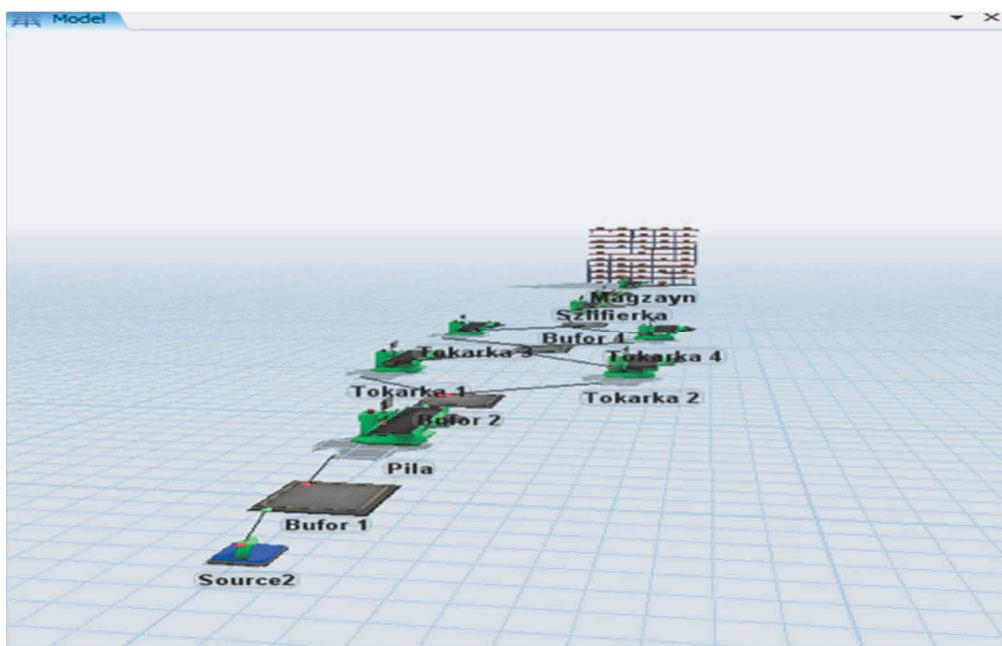 Model
Magzayn
Szlifierka
Bufor 4
Tokarka 3
Tokarka 4
Tokarka 1
Tokarka 2
Bufor 2
Pila
Bufor 1
Source2